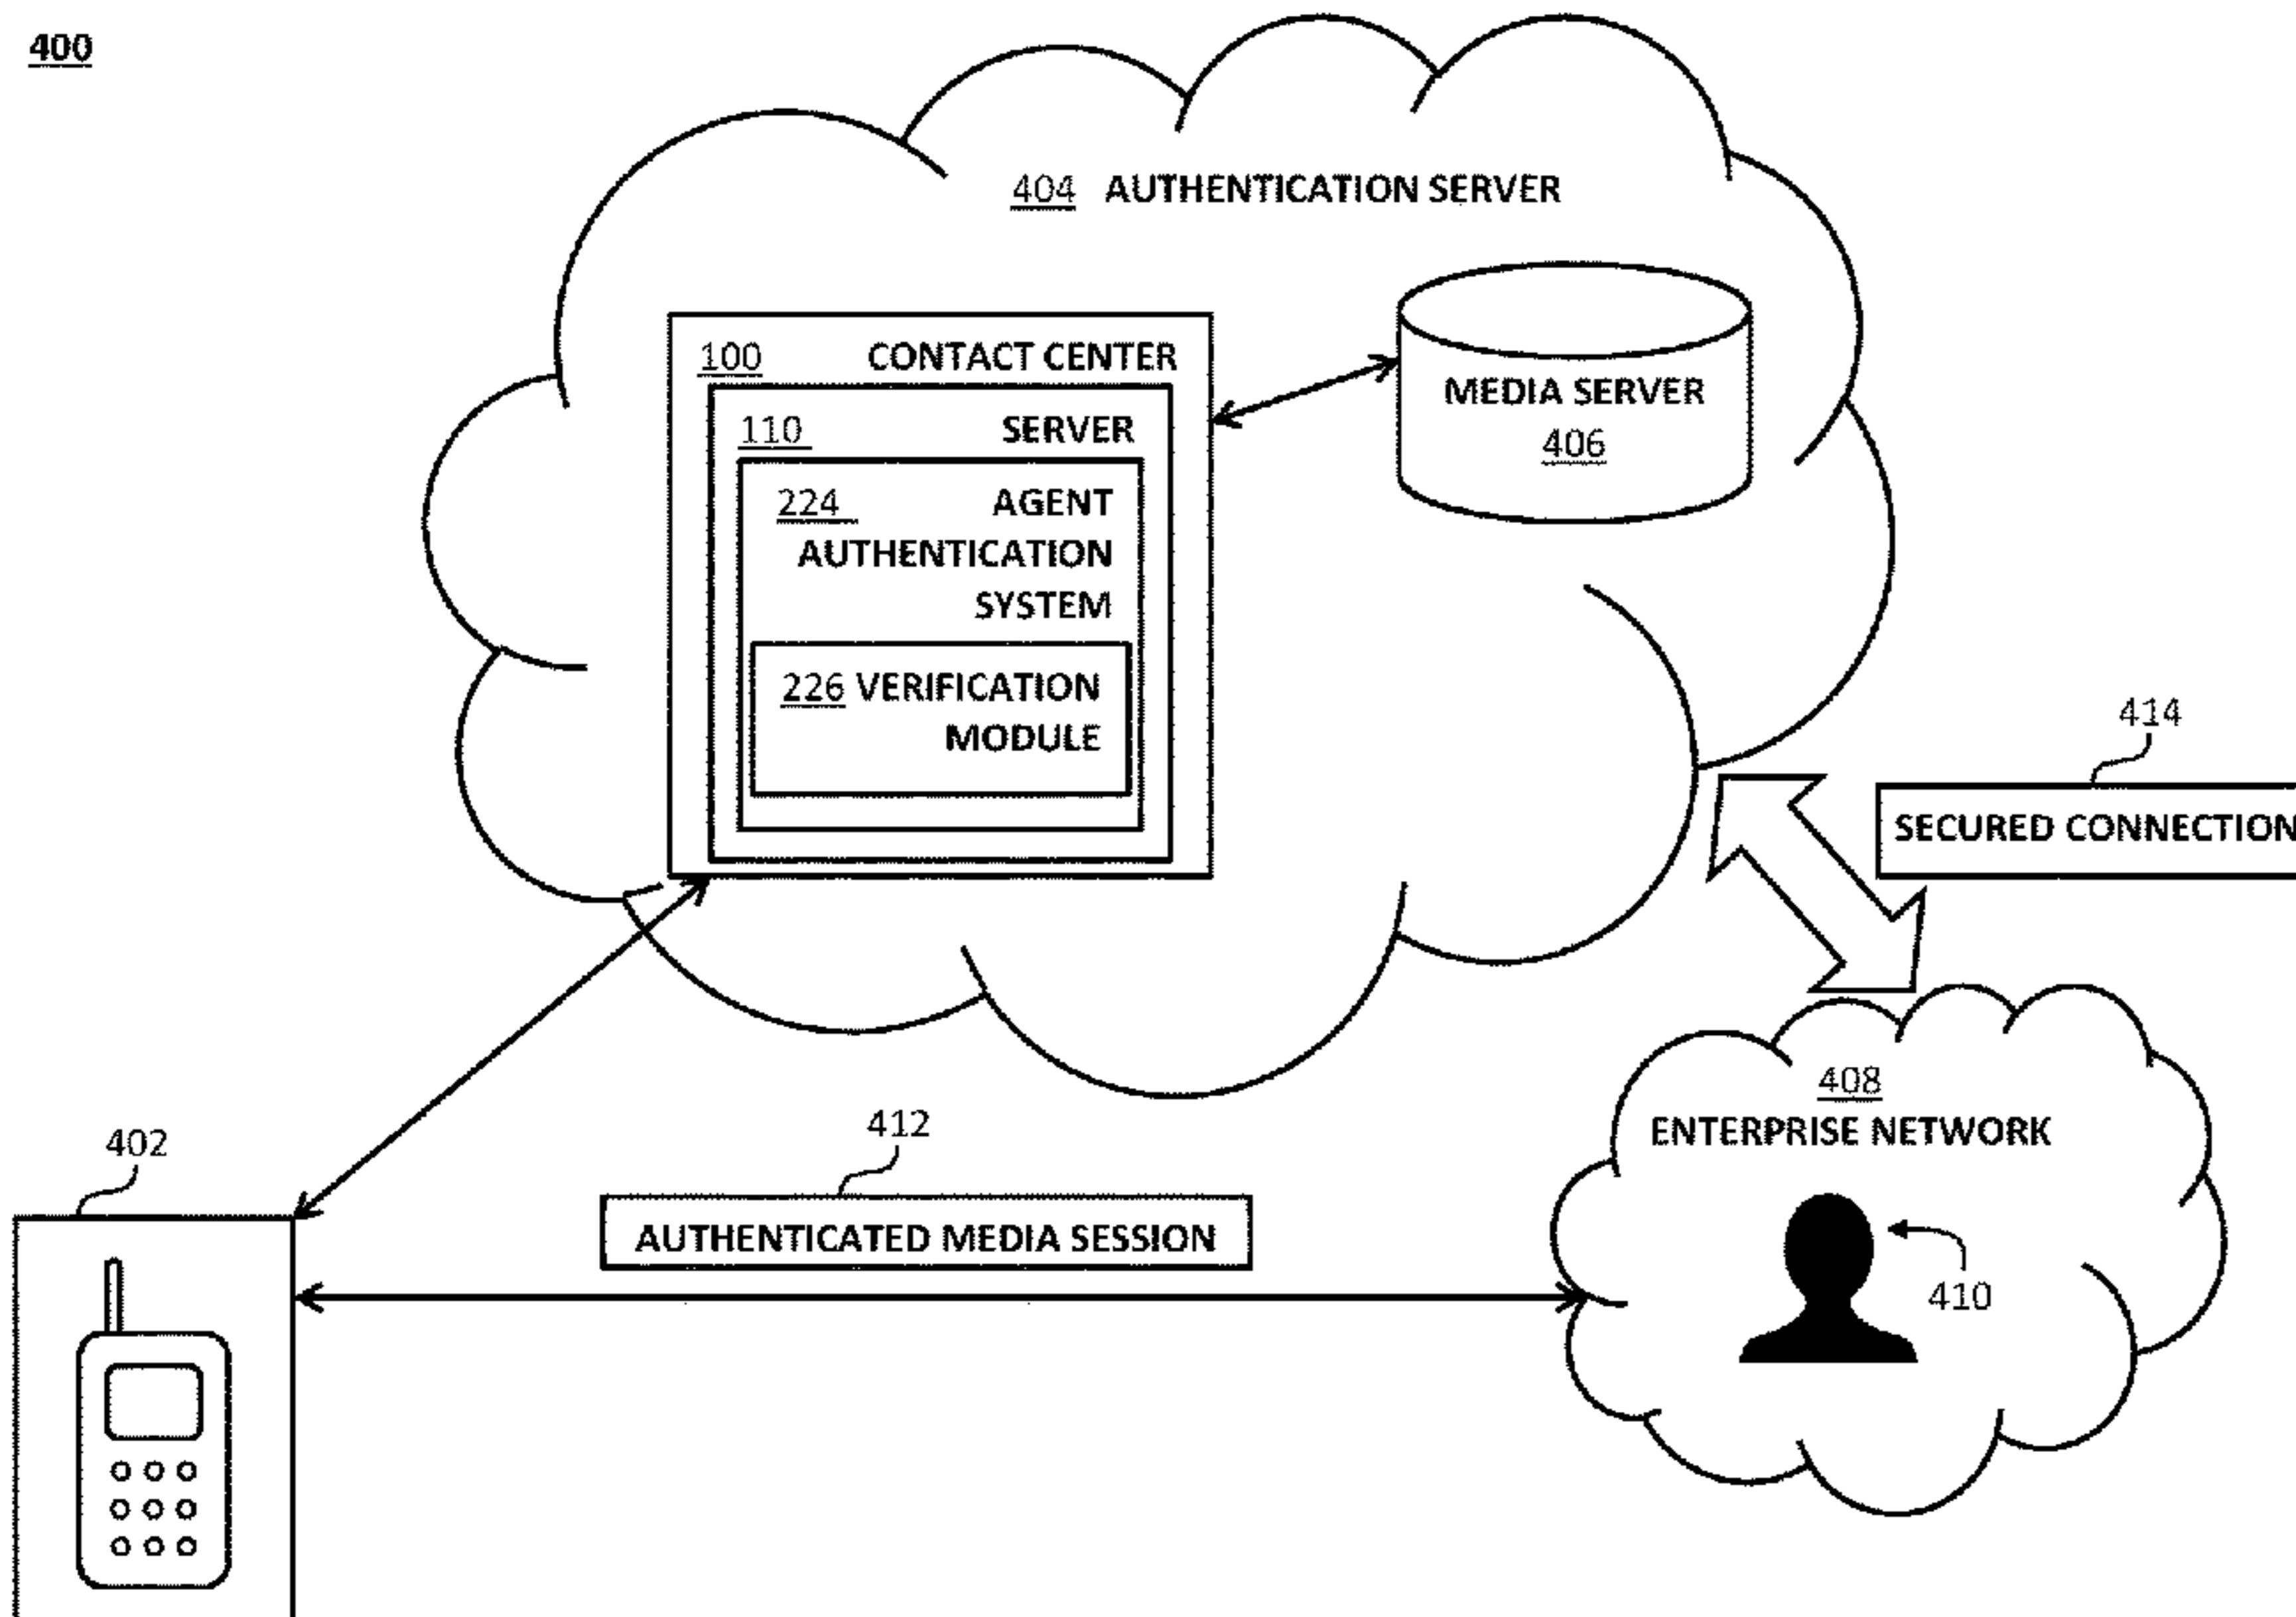 400
404 AUTHENTICATION SERVER
100 CONTACT CENTER
110 SERVER
224 AGENT
AUTHENTICATION
SYSTEM
226 VERIFICATION
MODULE
MEDIA SERVER
406
414
SECURED CONNECTION
408
ENTERPRISE NETWORK
410
402
412
AUTHENTICATED MEDIA SESSION